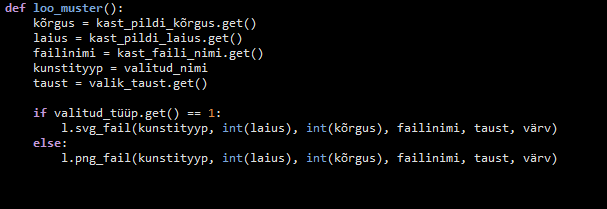 def loo_muster():
    kõrgus = kast_pildi_kõrgus.get()
    laius = kast_pildi_laius.get()
    failinimi = kast_faili_nimi.get()
    kunstityyp = valitud_nimi
    taust = valik_taust.get()

    if valitud_tüüp.get() == 1:
        l.svg_fail(kunstityyp, int(laius), int(kõrgus), failinimi, taust, värv)
    else:
        l.png_fail(kunstityyp, int(laius), int(kõrgus), failinimi, taust, värv)